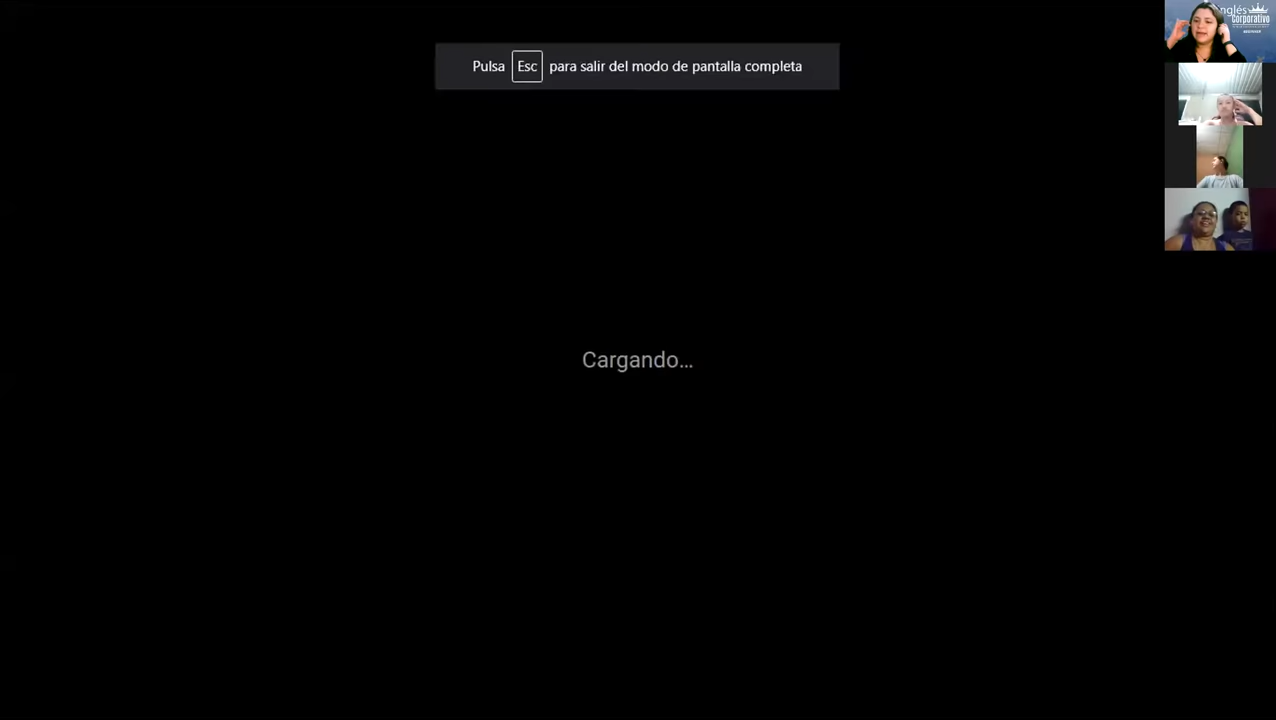 Inglés
Corporativo
Pulsa Esc para salir del modo de pantalla completa
Cargando...